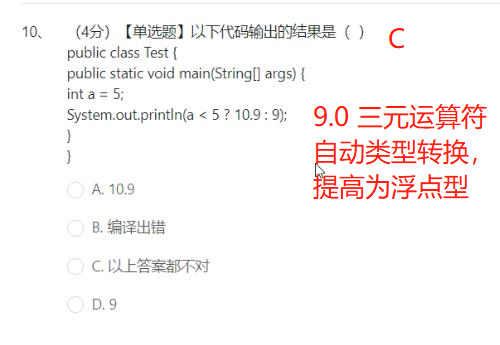 10、 （4分）【单选题】以下代码输出的结果是（ ） C
public class Test {
public static void main(String[] args) {
int a = 5;
System.out.println(a < 5 ? 10.9 : 9);
}
}
9.0 三元运算符
自动类型转换，
提高为浮点型
A. 10.9
B. 编译出错
C. 以上答案都不对
D. 9